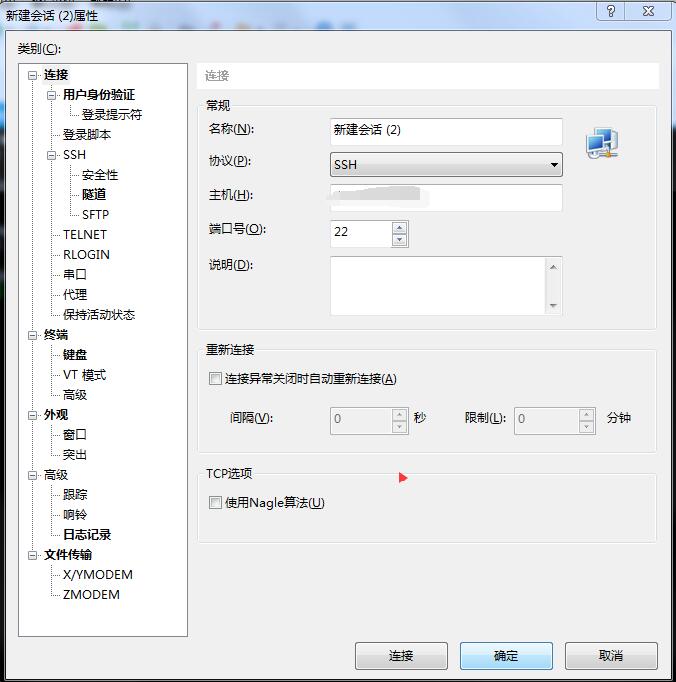 新建会话 (2)属性
类别(C):
连接
用户身份验证
登录提示符
登录脚本
SSH
安全性
隧道
SFTP
TELNET
RLOGIN
串口
代理
保持活动状态
终端
键盘
VT 模式
高级
外观
窗口
突出
高级
跟踪
响铃
日志记录
文件传输
X/YMODEM
ZMODEM
连接
常规
名称(N):
新建会话 (2)
协议(P):
SSH
主机(H):
端口号(O):
22
说明(D):
重新连接
连接异常关闭时自动重新连接(A)
间隔(V): 0 秒 限制(L): 0 分钟
TCP选项
使用Nagle算法(U)
连接 确定 取消